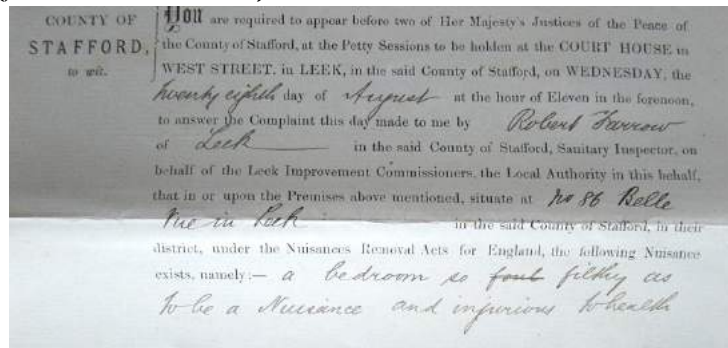 COUNTY OF
STAFFORD,
to wit.
You are required to appear before two of Her Majesty's Justices of the Peace of
the County of Stafford, at the Petty Sessions to be holden at the COURT HOUSE in
WEST STREET, in LEEK, in the said County of Stafford, on WEDNESDAY, the
twenty eighth day of August at the hour of Eleven in the forenoon,
to answer the Complaint this day made to me by Robert Farrow
of Leek in the said County of Stafford, Sanitary Inspector, on
behalf of the Leek Improvement Commissioners, the Local Authority in this behalf,
that in or upon the Premises above mentioned, situate at No 86 Belle
Vue in Leek in the said County of Stafford, in their
district, under the Nuisances Removal Acts for England, the following Nuisance
exists, namely:— a bedroom so foul filthy as
to be a Nuisance and injurious to health